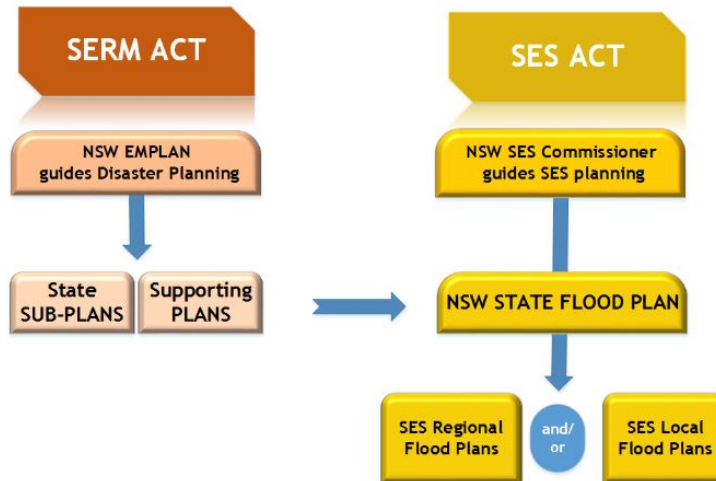 SERM ACT
SES ACT
NSW EMPLAN
guides Disaster Planning
NSW SES Commissioner
guides SES planning
State
SUB-PLANS
Supporting
PLANS
NSW STATE FLOOD PLAN
SES Regional
Flood Plans
and/
or
SES Local
Flood Plans